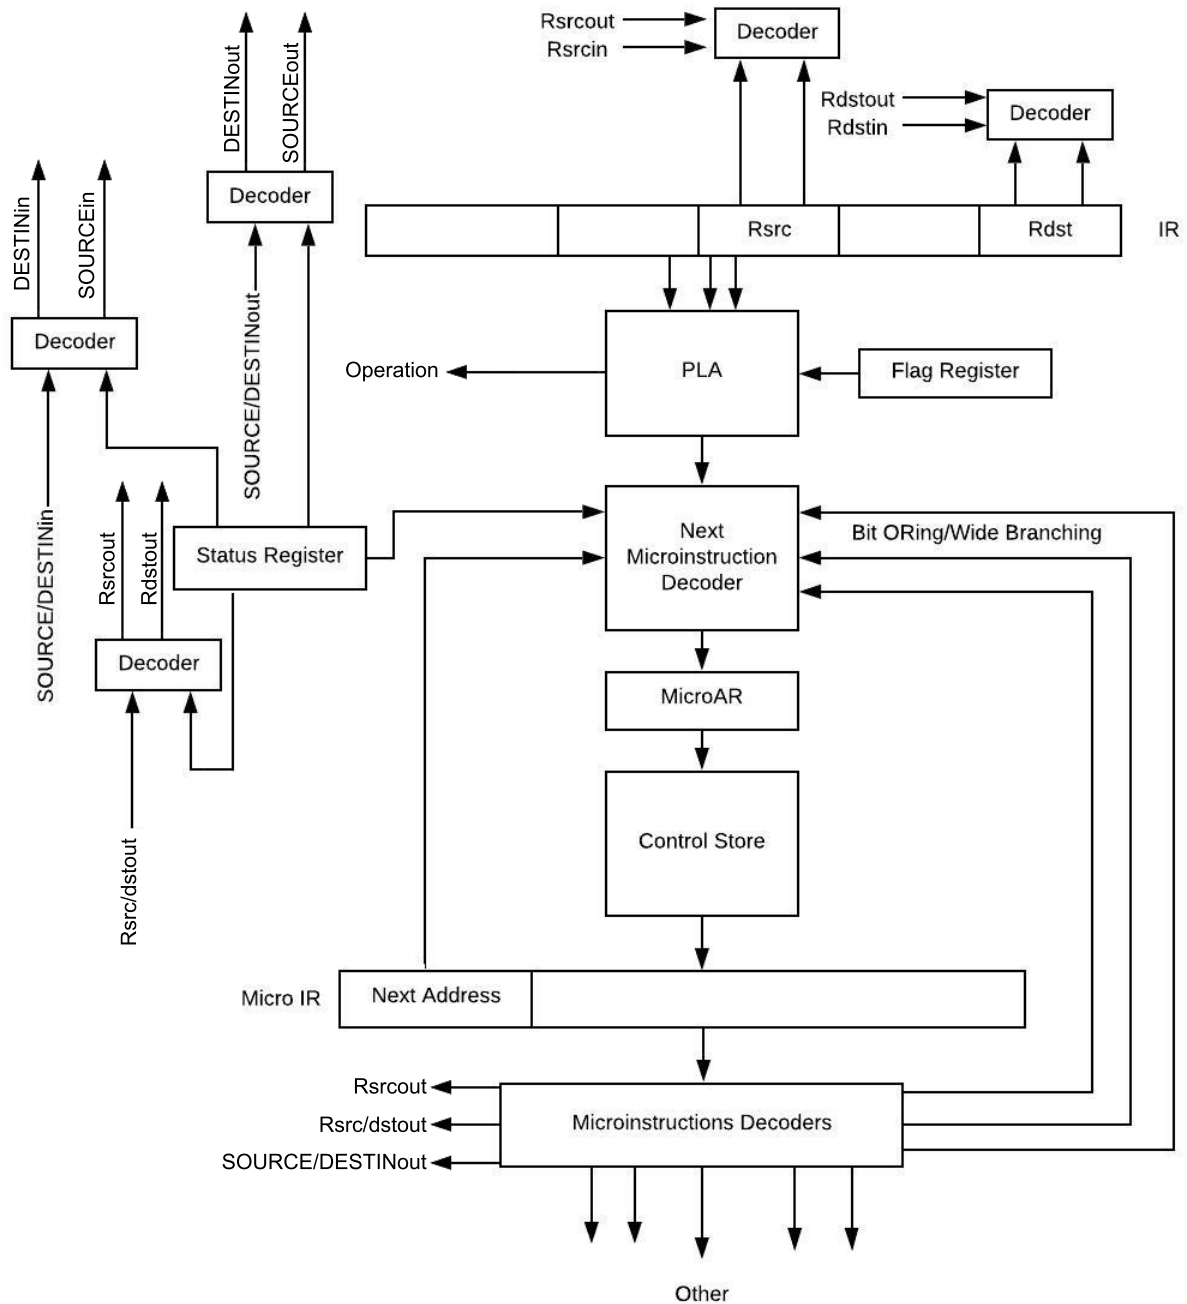 Rsrcout
Rsrcin
Decoder
Rdstout
Rdstin
Decoder
DESTINout
SOURCEout
Decoder
DESTINin
SOURCEin
Decoder
Rsrc
Rdst
IR
SOURCE/DESTINout
Operation
PLA
Flag Register
SOURCE/DESTINin
Rsrcout
Rdstout
Status Register
Next
Microinstruction
Decoder
Bit ORing/Wide Branching
Decoder
MicroAR
Rsrc/dstout
Control Store
Micro IR
Next Address
Rsrcout
Rsrc/dstout
SOURCE/DESTINout
Microinstructions Decoders
Other